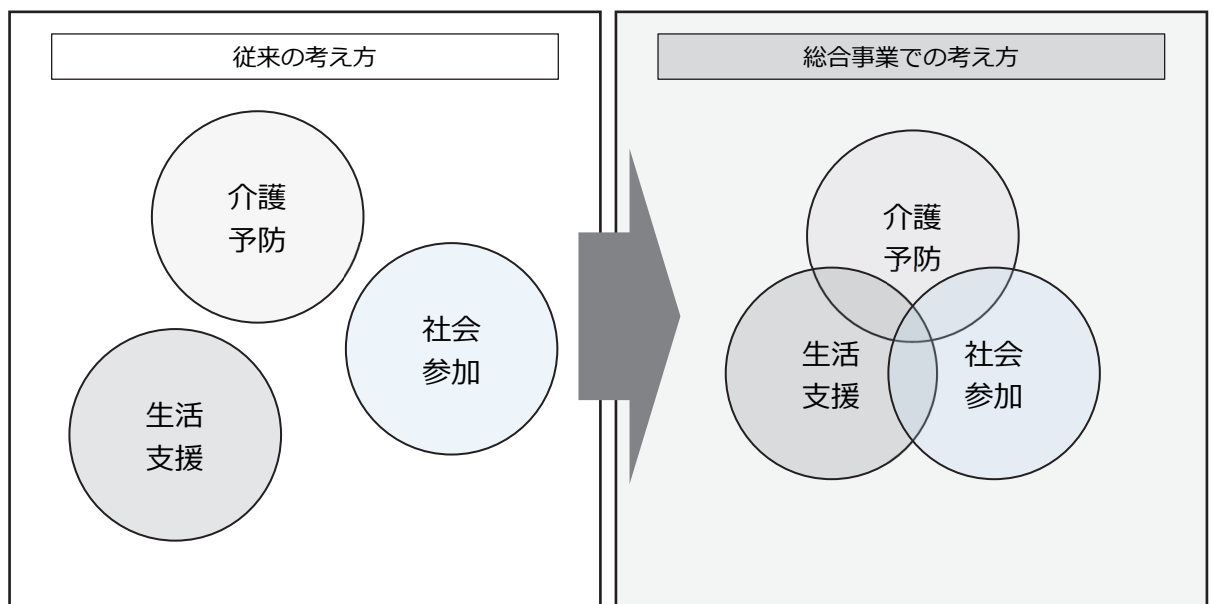 従来の考え方
介護
予防
社会
参加
生活
支援
総合事業での考え方
介護
予防
生活
支援
社会
参加